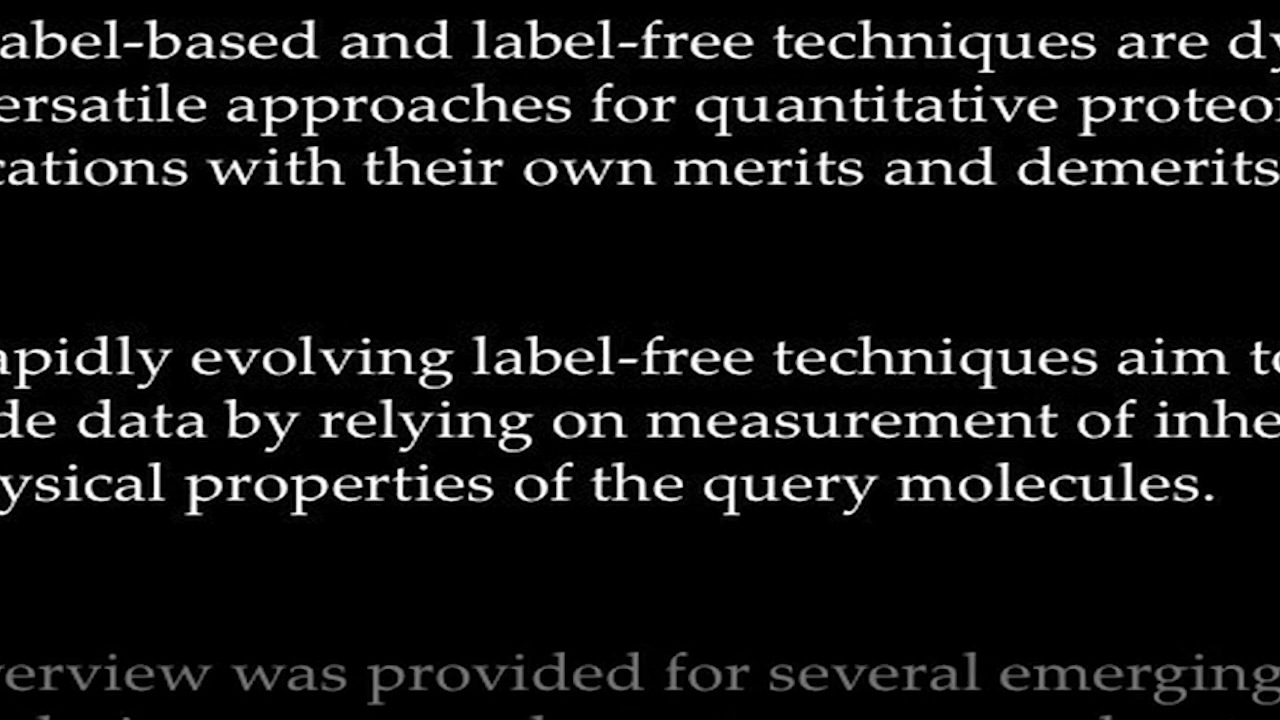 abel-based and label-free techniques are dy
ersatile approaches for quantitative proteo
cations with their own merits and demerits
apidly evolving label-free techniques aim to
de data by relying on measurement of inhe
ysical properties of the query molecules.
verview was provided for several emerging